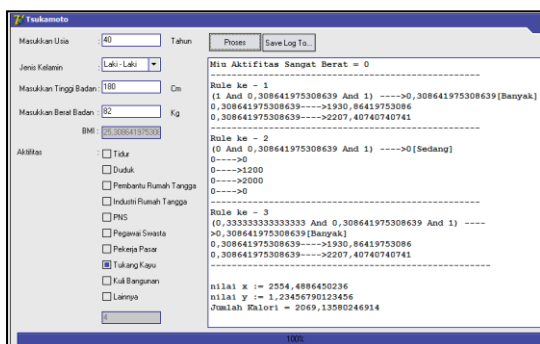 Tsukamoto
Masukkan Usia : 40 Tahun
Proses Save Log To...
Jenis Kelamin : Laki - Laki
Masukkan Tinggi Badan : 180 Cm
Masukkan Berat Badan : 82 Kg
BMI : 25,30864197530
Aktifitas :
Tidur
Duduk
Pembantu Rumah Tangga
Industri Rumah Tangga
PNS
Pegawai Swasta
Pekerja Pasar
Tukang Kayu
Kuli Bangunan
Lainnya
4
Miu Aktifitas Sangat Berat = 0
------------------------------------------------
Rule ke - 1
(1 And 0,308641975308639 And 1) ---->0,308641975308639[Banyak]
0,308641975308639---->1930,86419753086
0,308641975308639---->2207,40740740741
------------------------------------------------
Rule ke - 2
(0 And 0,308641975308639 And 1) ---->0[Sedang]
0---->0
0---->1200
0---->2000
0---->0
------------------------------------------------
Rule ke - 3
(0,333333333333333 And 0,308641975308639 And 1) ----
>0,308641975308639[Banyak]
0,308641975308639---->1930,86419753086
0,308641975308639---->2207,40740740741
------------------------------------------------
nilai x := 2554,4886450236
nilai y := 1,23456790123456
Jumlah Kalori = 2069,13580246914
100%